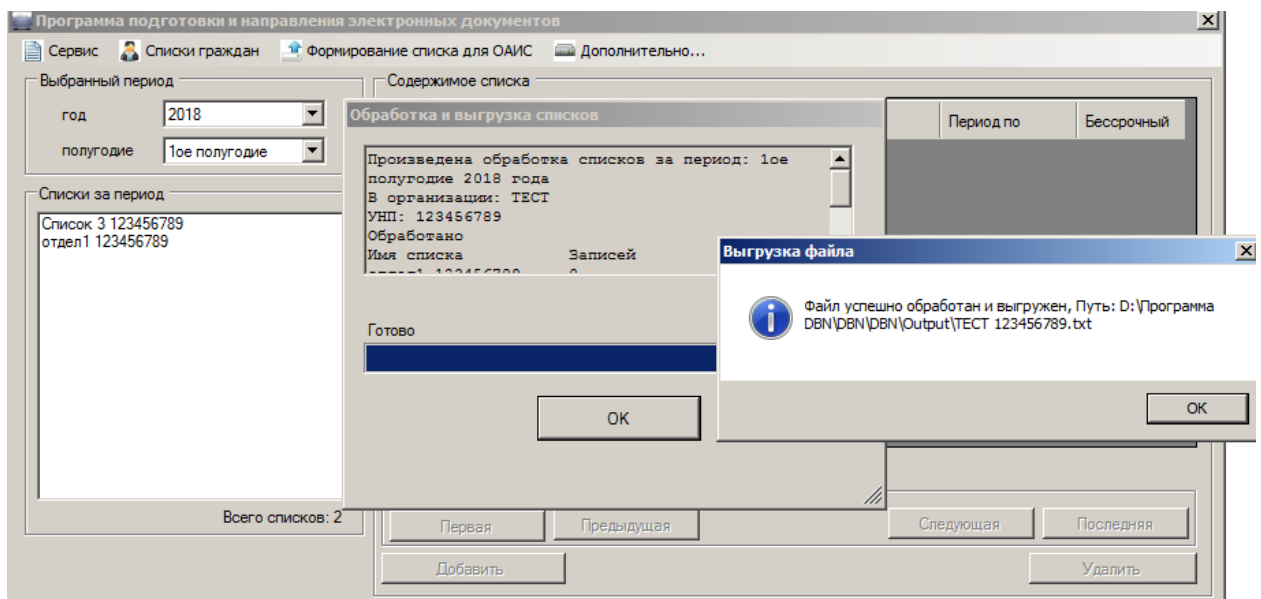 Программа подготовки и направления электронных документов
Сервис Списки граждан Формирование списка для ОАИС Дополнительно...
Выбранный период
год 2018
полугодие 1ое полугодие
Списки за период
Список 3 123456789
отдел1 123456789
Всего списков: 2
Содержимое списка
Период по Бессрочный
Обработка и выгрузка списков
Произведена обработка списков за период: 1ое
полугодие 2018 года
В организации: ТЕСТ
УНП: 123456789
Обработано
Имя списка Записей
отдел1 123456789 0
Готово
OK
Выгрузка файла
Файл успешно обработан и выгружен, Путь: D:\Программа
DBN\DBN\DBN\Output\ТЕСТ 123456789.txt
OK
Первая Предыдущая Следующая Последняя
Добавить Удалить